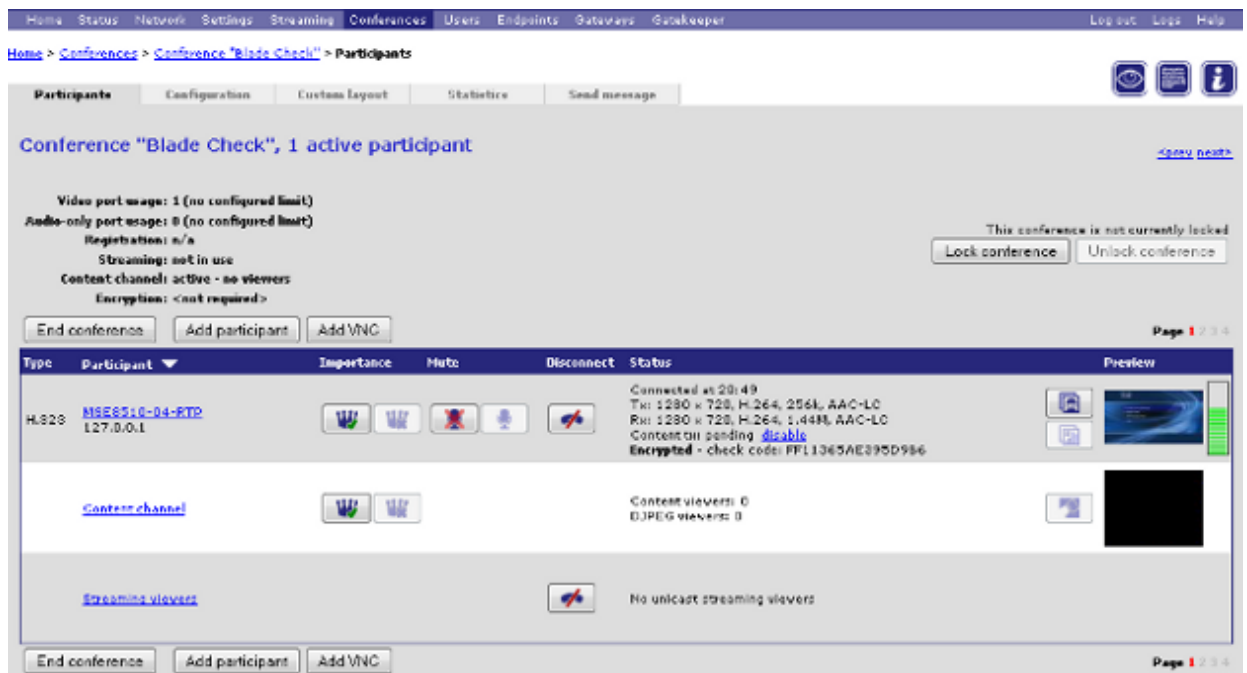 Home Status Network Settings Streaming Conferences Users Endpoints Gateways Gatekeeper Log out Logs Help
Home > Conferences > Conference "Blade Check" > Participants
Participants Configuration Custom layout Statistics Send message
Conference "Blade Check", 1 active participant
<prev next>
Video port usage: 1 (no configured limit)
Audio-only port usage: 0 (no configured limit)
Registration: n/a
Streaming: not in use
Content channel: active - no viewers
Encryption: <not required>
This conference is not currently locked
Lock conference Unlock conference
End conference Add participant Add VNC Page 1 2 3 4
Type Participant Importance Mute Disconnect Status Preview
H.323 MSE8510-04-RTP
127.0.0.1
Connected at 20:49
Tx: 1280 x 720, H.264, 256k, AAC-LC
Rx: 1280 x 720, H.264, 1.44M, AAC-LC
Content tx: pending disable
Encrypted - check code: FF11365AE395D986
Content channel
Content viewers: 0
DJPEG viewers: 0
Streaming viewers No unicast streaming viewers
End conference Add participant Add VNC Page 1 2 3 4